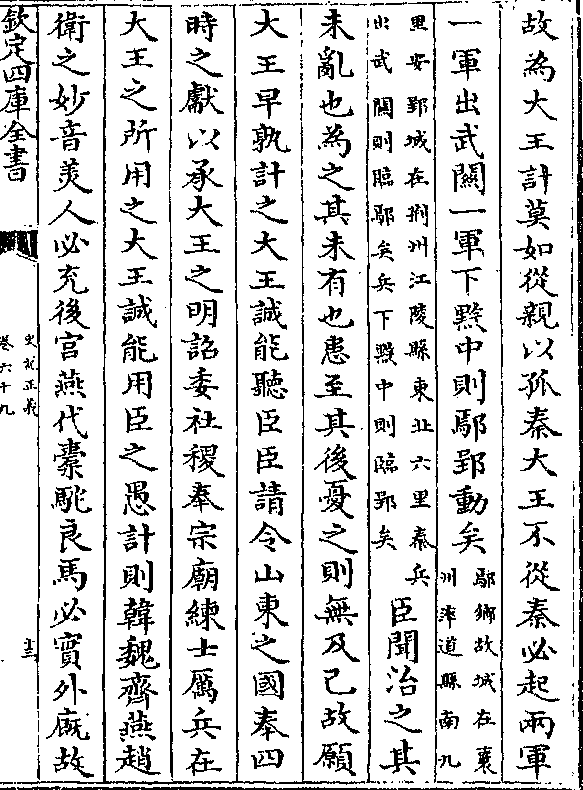 故為大王計莫如從親以孤秦大王不從秦必起兩軍
一軍出武關一軍下黔中則鄢郢動矣鄢鄉故城在襄
州率道縣南九
里安郢城在荆州江陵縣東北六里秦兵
出武關則臨鄢矣兵下黔中則臨郢矣臣聞治之其
未亂也為之其未有也患至其後憂之則無及已故願
大王早孰計之大王誠能聽臣臣請令山東之國奉四
時之獻以承大王之明詔委社稷奉宗廟練士厲兵在
大王之所用之大王誠能用臣之愚計則韓魏齊燕趙
衛之妙音美人必充後宫燕代橐駝良馬必實外廐故
欽定四庫全書
史記正義
卷六十九